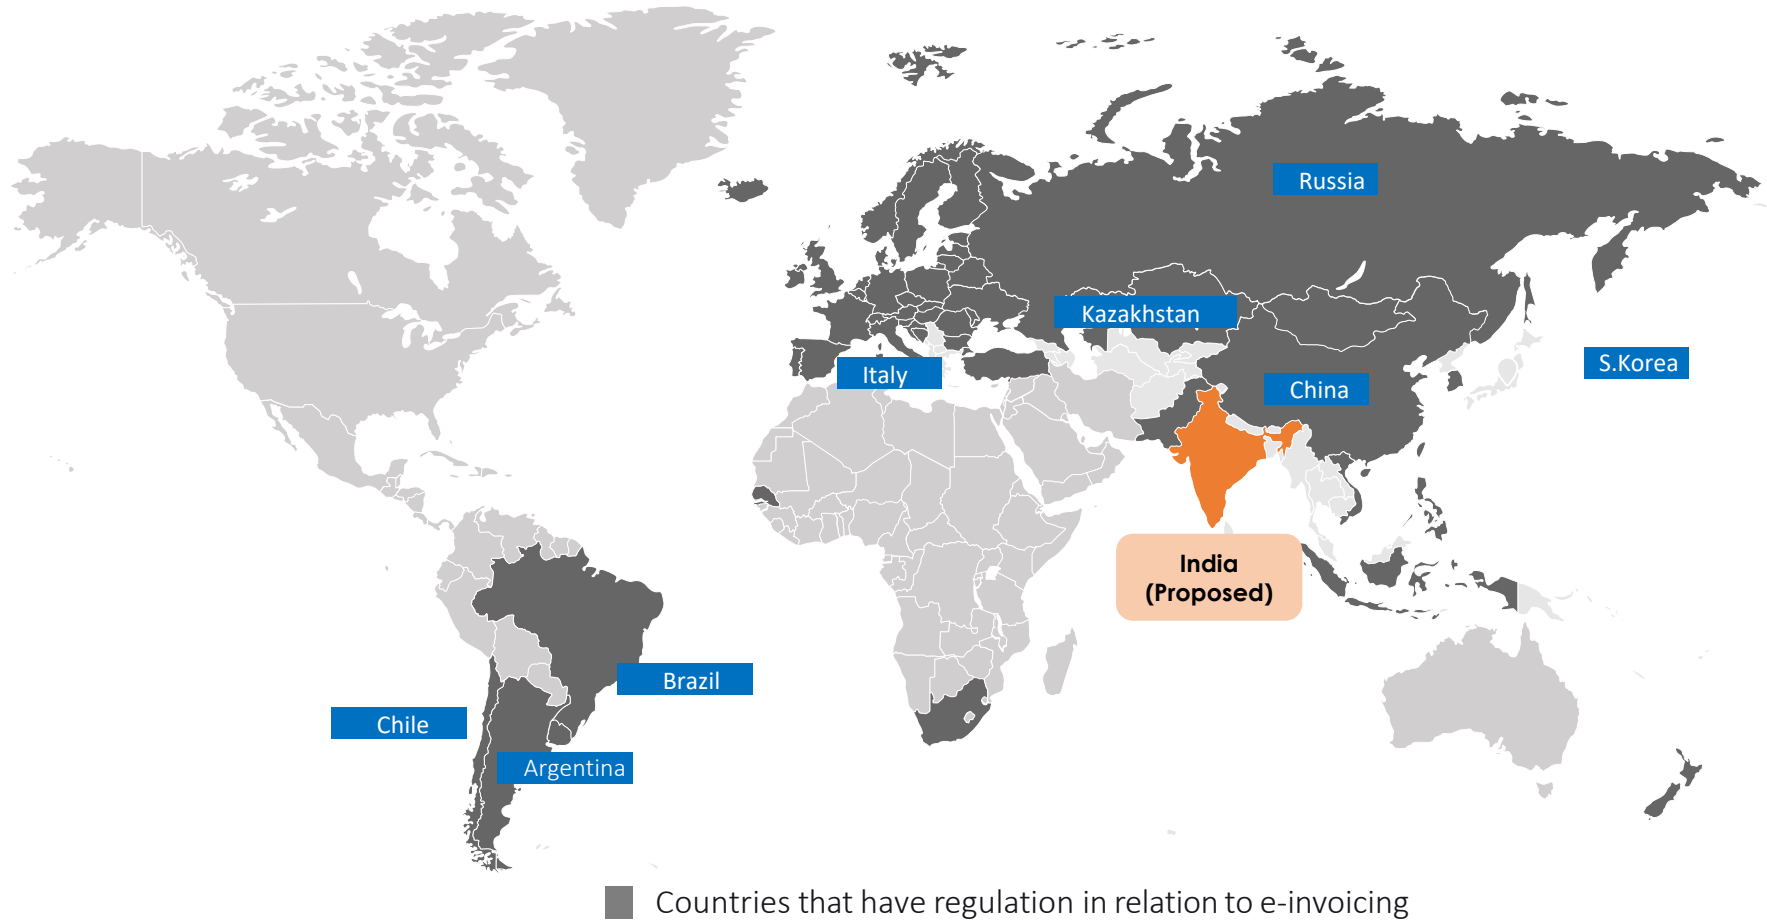 Russia
Kazakhstan
Italy
S.Korea
China
India
(Proposed)
Brazil
Chile
Argentina
Countries that have regulation in relation to e-invoicing